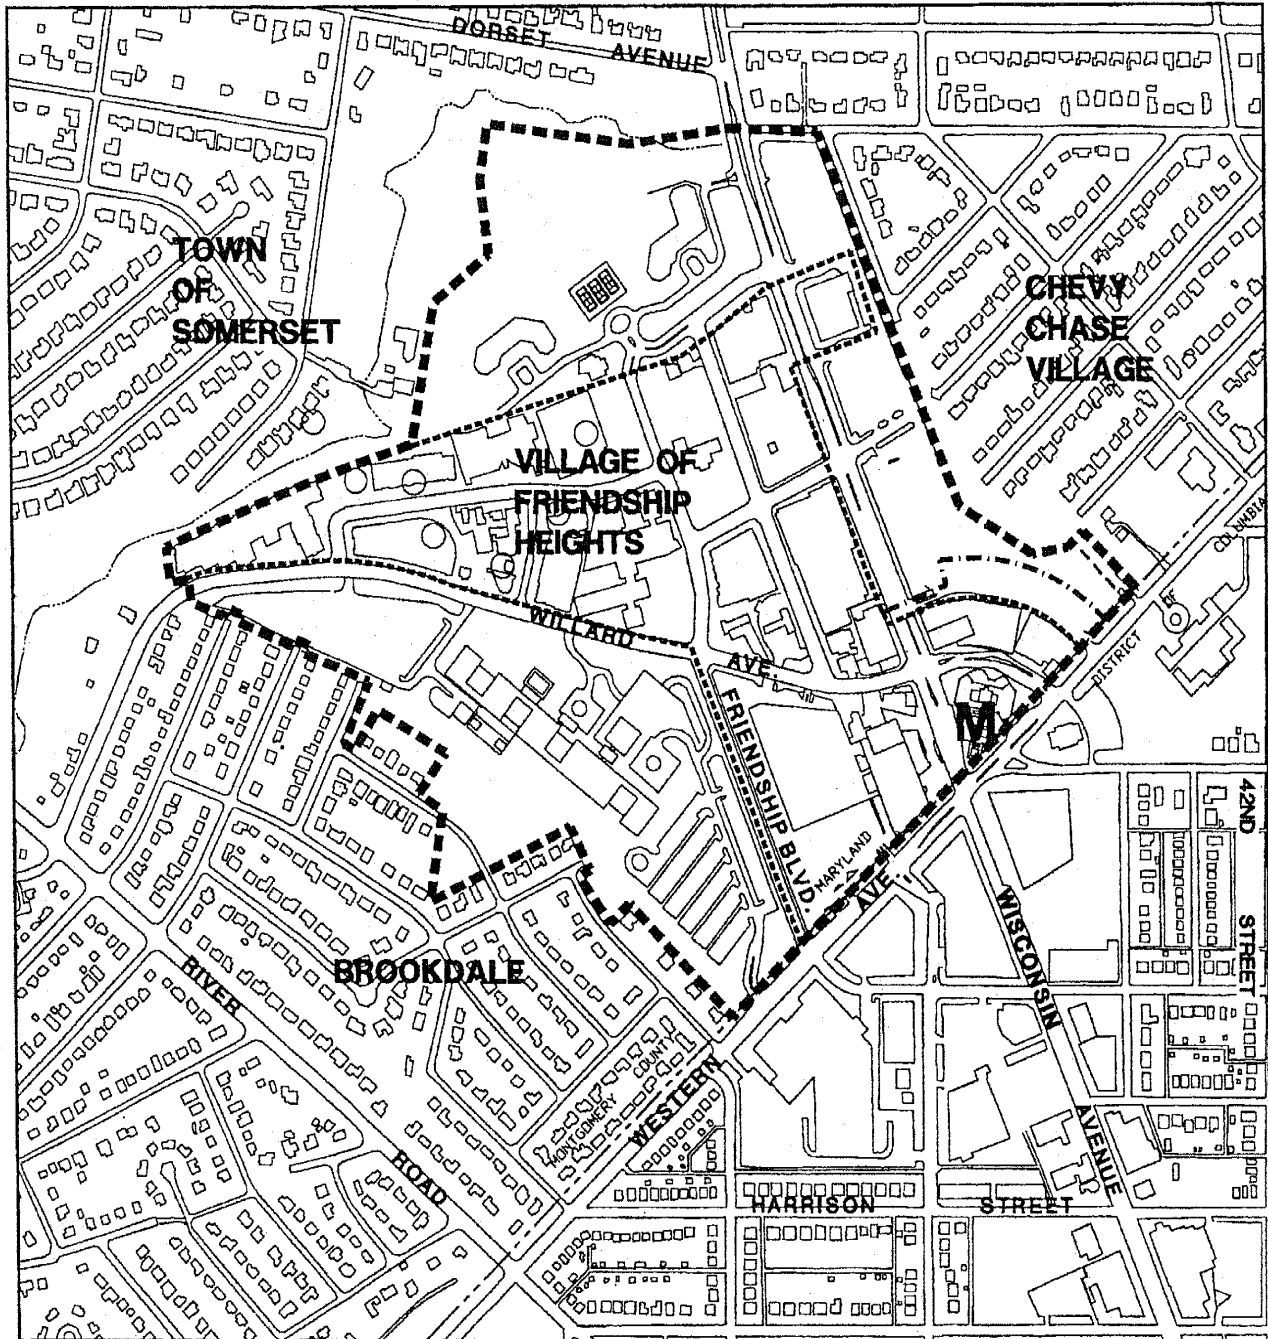 DORSET AVENUE
TOWN
OF
SOMERSET
CHEVY
CHASE
VILLAGE
VILLAGE OF
FRIENDSHIP
HEIGHTS
COLUMBIA
OF
DISTRICT
WILLARD AVE.
M
FRIENDSHIP BLVD.
MARYLAND
AVE.
42ND STREET
WISCONSIN AVENUE
BROOKDALE
RIVER ROAD
MONTGOMERY COUNTY
WESTERN
HARRISON STREET